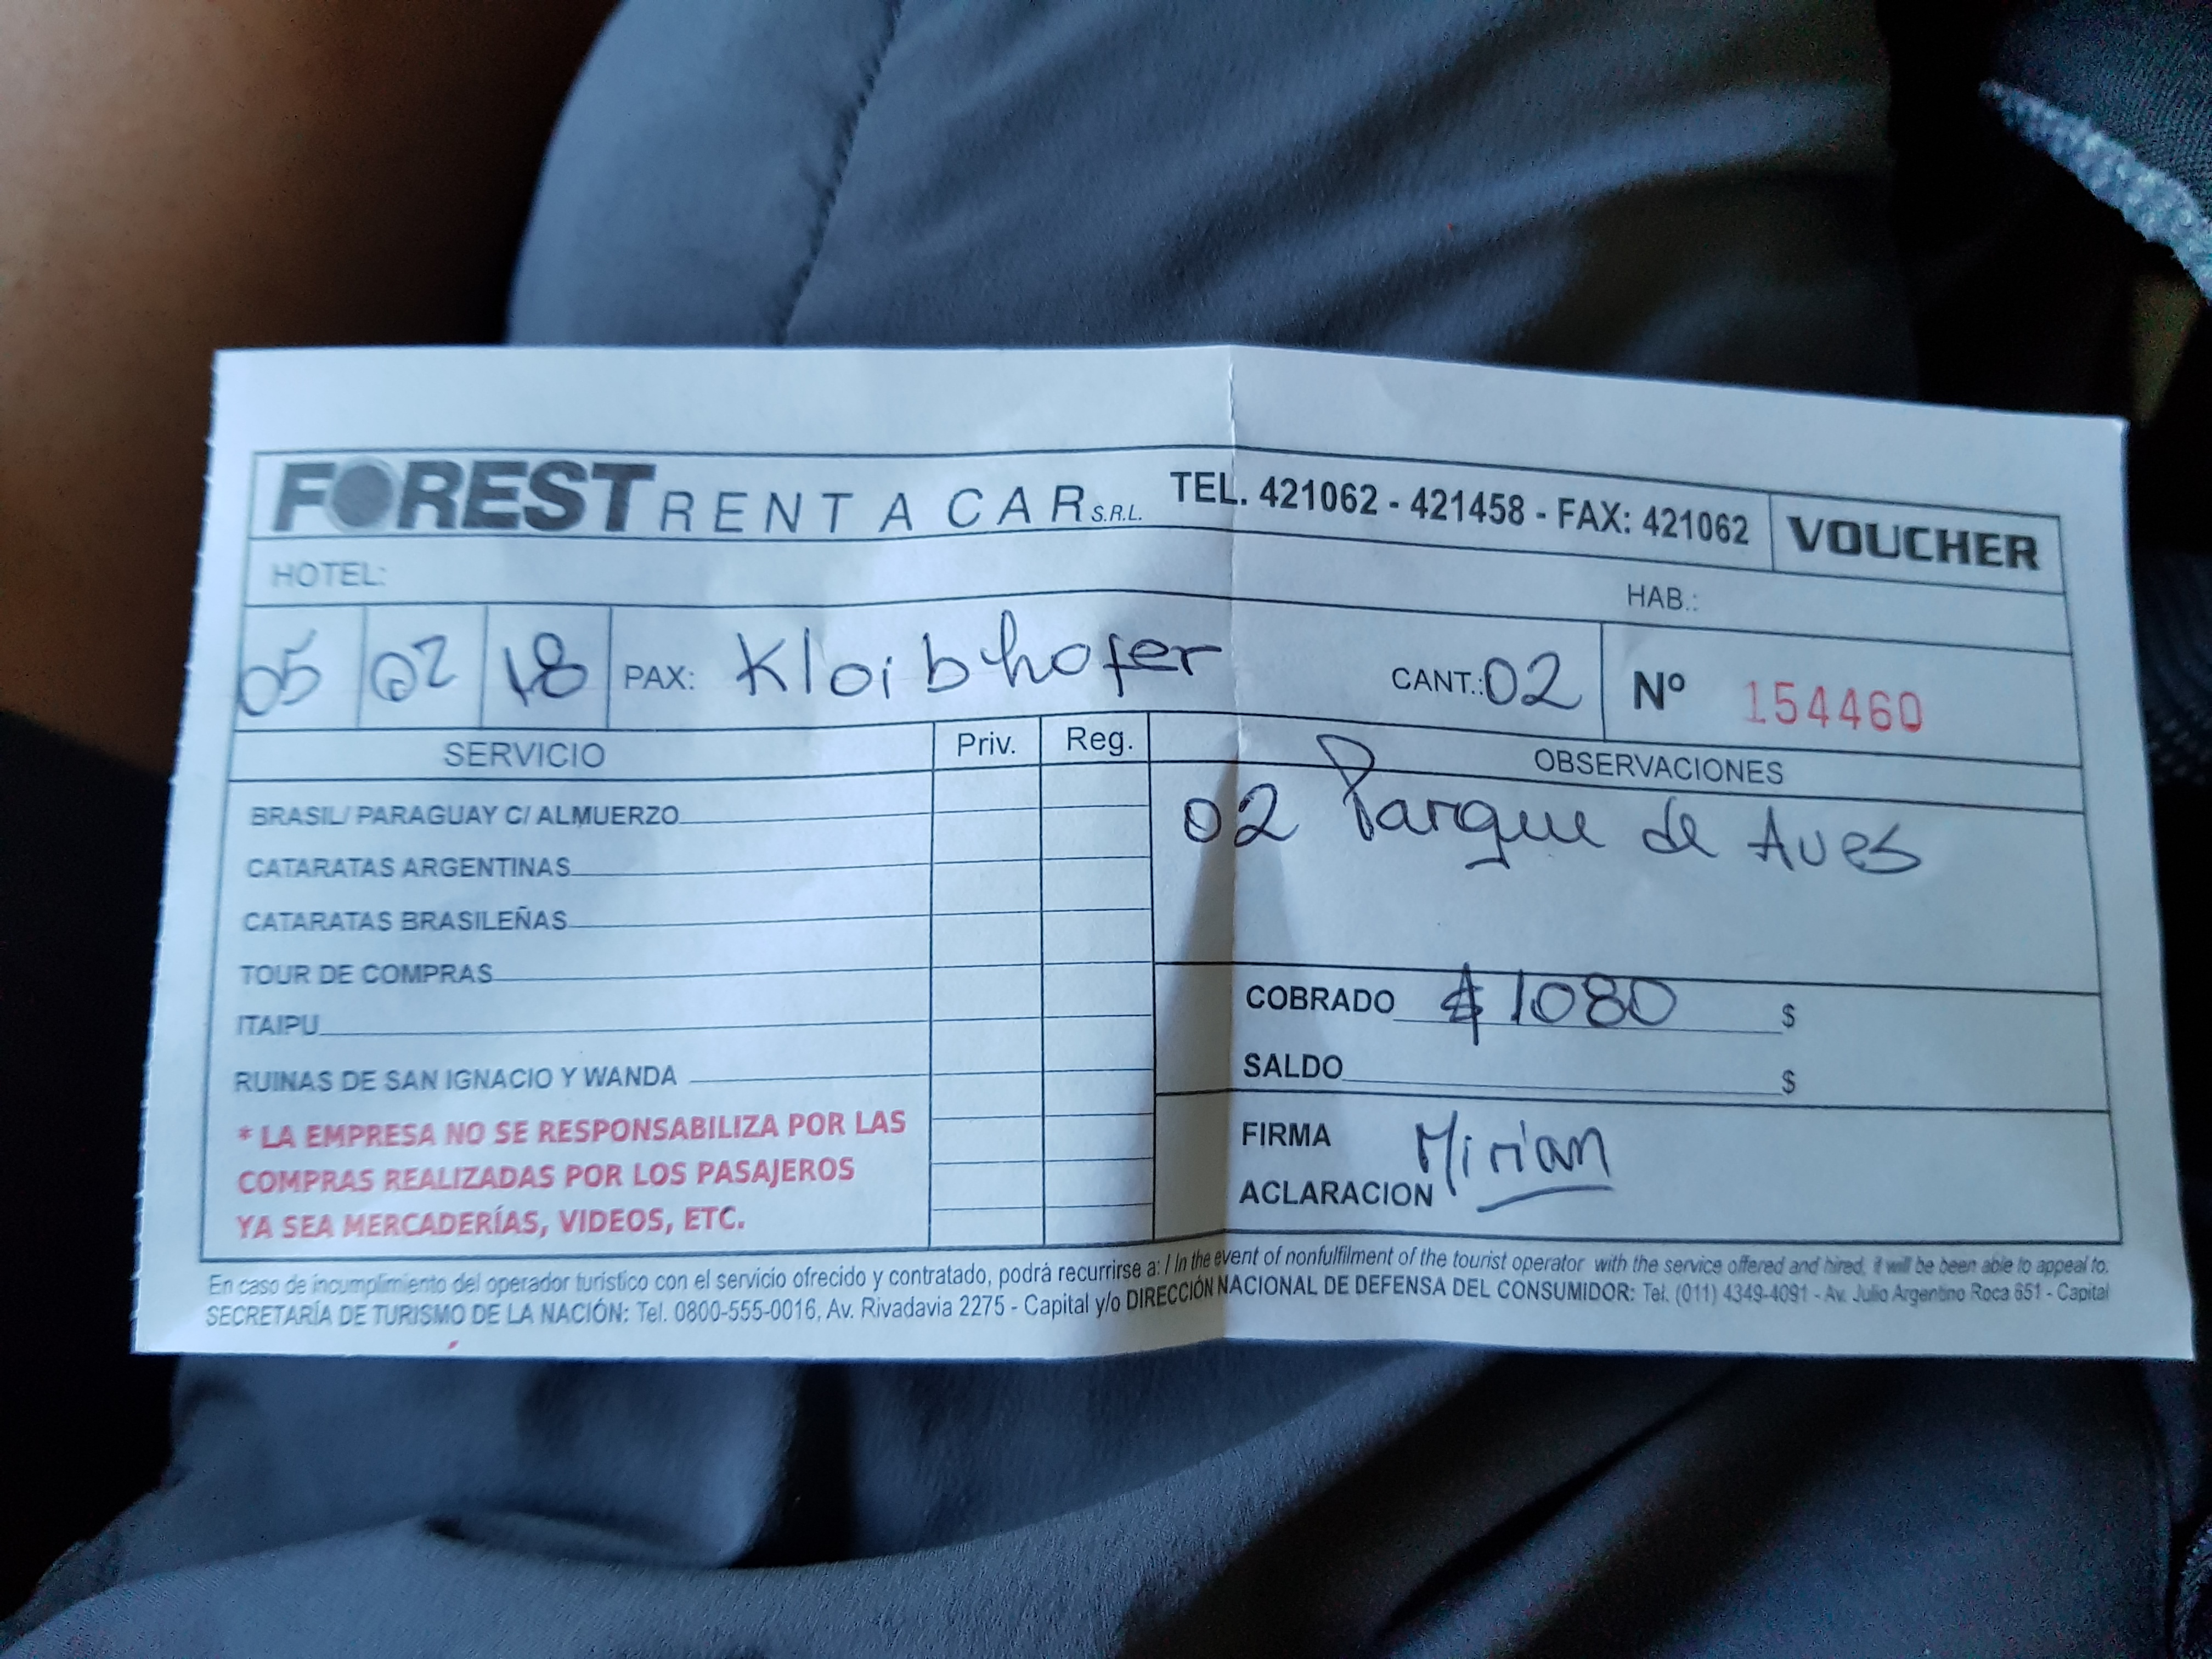 FOREST RENT A CAR S.R.L. TEL. 421062 - 421458 - FAX: 421062 VOUCHER
HOTEL: HAB.:
05 02 18 PAX: Kloibhofer CANT.: 02 Nº 154460
SERVICIO Priv. Reg. OBSERVACIONES
BRASIL/ PARAGUAY C/ ALMUERZO
02 Parque de Aves
CATARATAS ARGENTINAS
CATARATAS BRASILEÑAS
TOUR DE COMPRAS
COBRADO $ 1080 $
ITAIPU
SALDO $
RUINAS DE SAN IGNACIO Y WANDA
* LA EMPRESA NO SE RESPONSABILIZA POR LAS
COMPRAS REALIZADAS POR LOS PASAJEROS
YA SEA MERCADERÍAS, VIDEOS, ETC.
FIRMA Mirian
ACLARACION
En caso de incumplimiento del operador turístico con el servicio ofrecido y contratado, podrá recurrirse a: / In the event of nonfulfilment of the tourist operator with the service offered and hired, it will be been able to appeal to:
SECRETARÍA DE TURISMO DE LA NACIÓN: Tel. 0800-555-0016, Av. Rivadavia 2275 - Capital y/o DIRECCIÓN NACIONAL DE DEFENSA DEL CONSUMIDOR: Tel. (011) 4349-4091 - Av. Julio Argentino Roca 651 - Capital